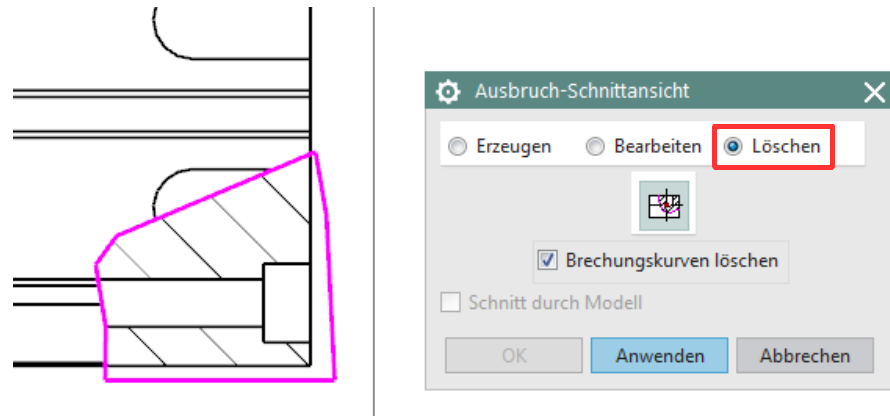 Ausbruch-Schnittansicht
Erzeugen Bearbeiten Löschen
Brechungskurven löschen
Schnitt durch Modell
OK Anwenden Abbrechen